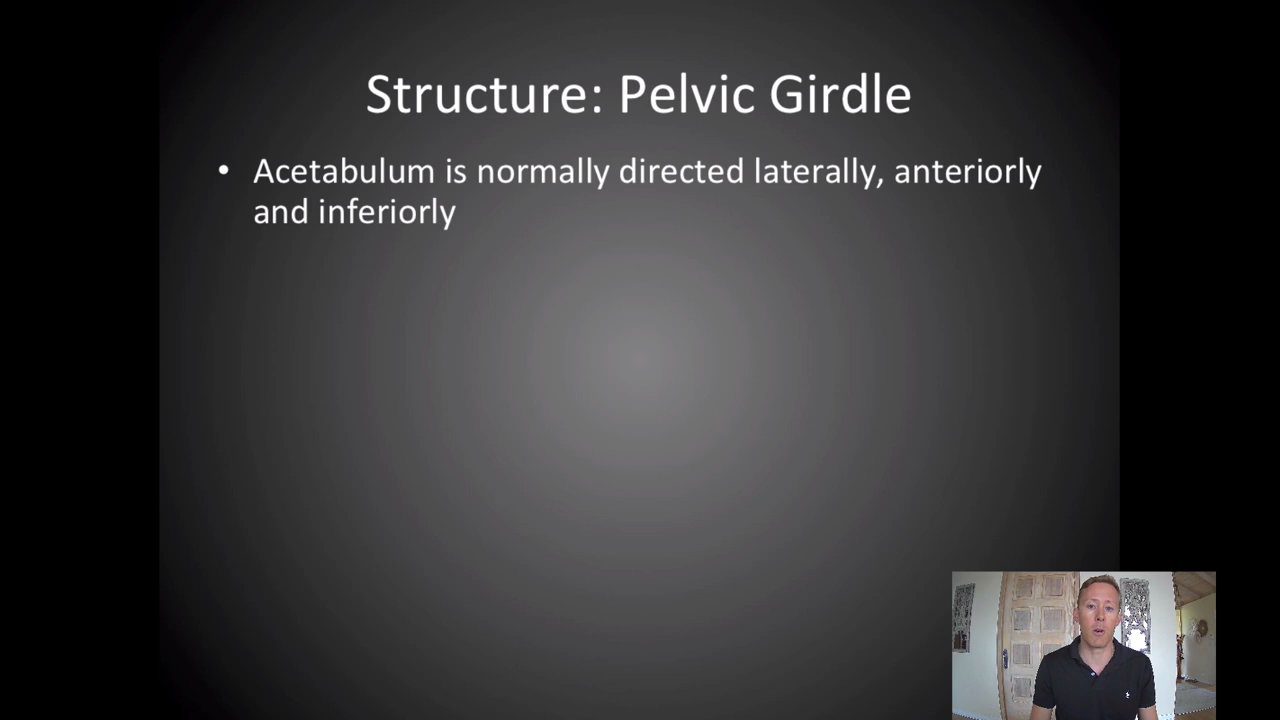 Structure: Pelvic Girdle
• Acetabulum is normally directed laterally, anteriorly
and inferiorly